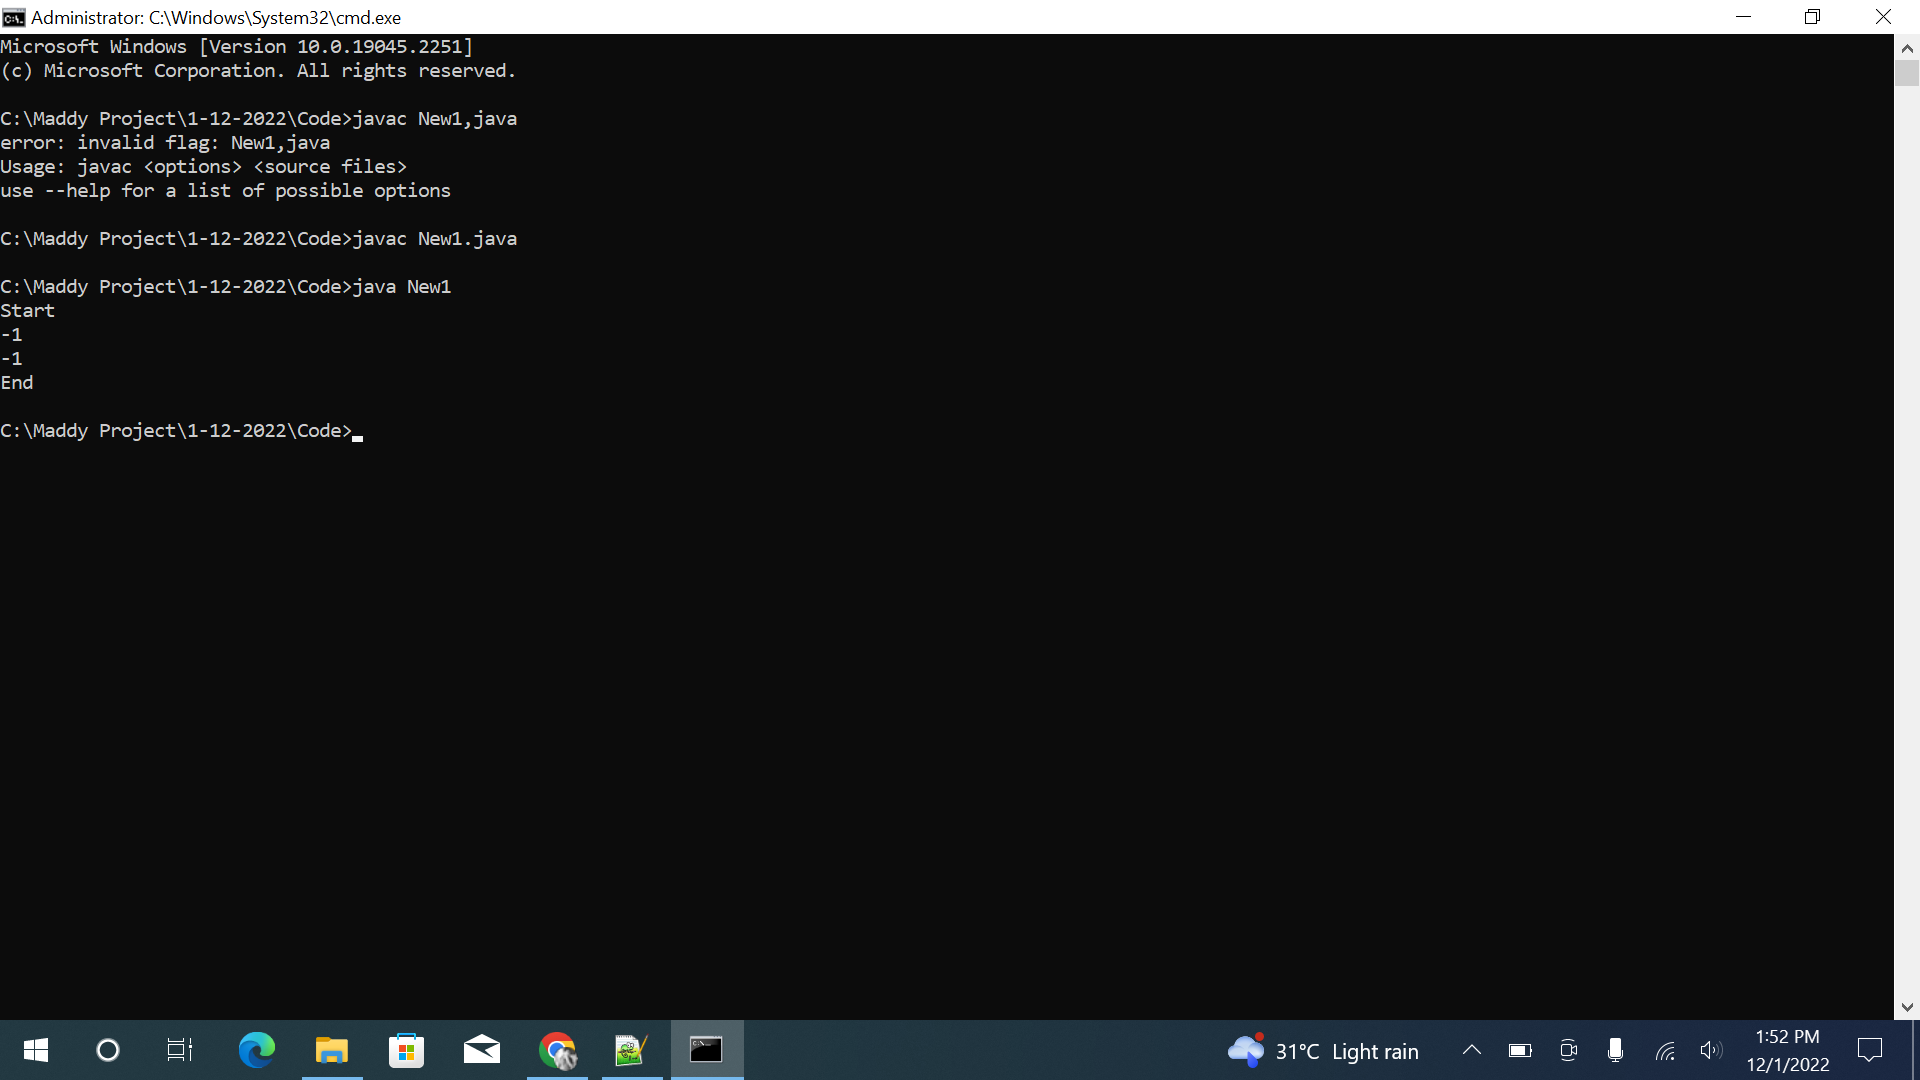 Administrator: C:\Windows\System32\cmd.exe
Microsoft Windows [Version 10.0.19045.2251]
(c) Microsoft Corporation. All rights reserved.
C:\Maddy Project\1-12-2022\Code>javac New1,java
error: invalid flag: New1,java
Usage: javac <options> <source files>
use --help for a list of possible options
C:\Maddy Project\1-12-2022\Code>javac New1.java
C:\Maddy Project\1-12-2022\Code>java New1
Start
-1
-1
End
C:\Maddy Project\1-12-2022\Code>
31°C Light rain
1:52 PM
12/1/2022